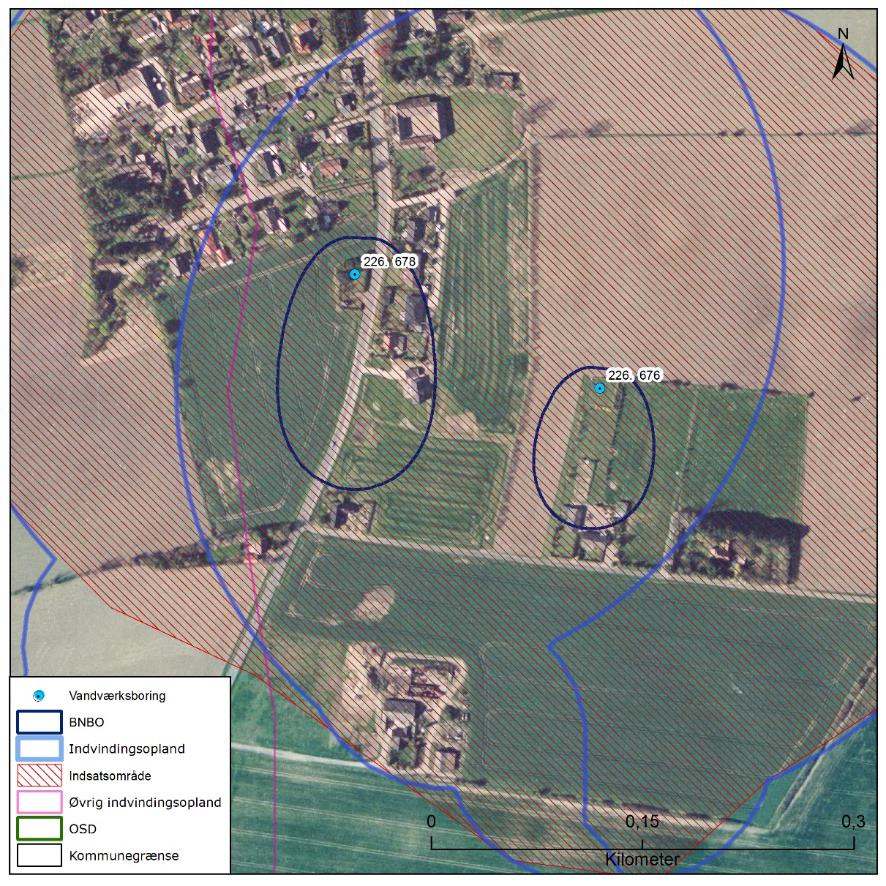 N
226. 678
226. 676
Vandværksboring
BNBO
Indvindingsopland
Indsatsområde
Øvrig indvindingsopland
OSD
Kommunegrænse
0 0,15 0,3
Kilometer